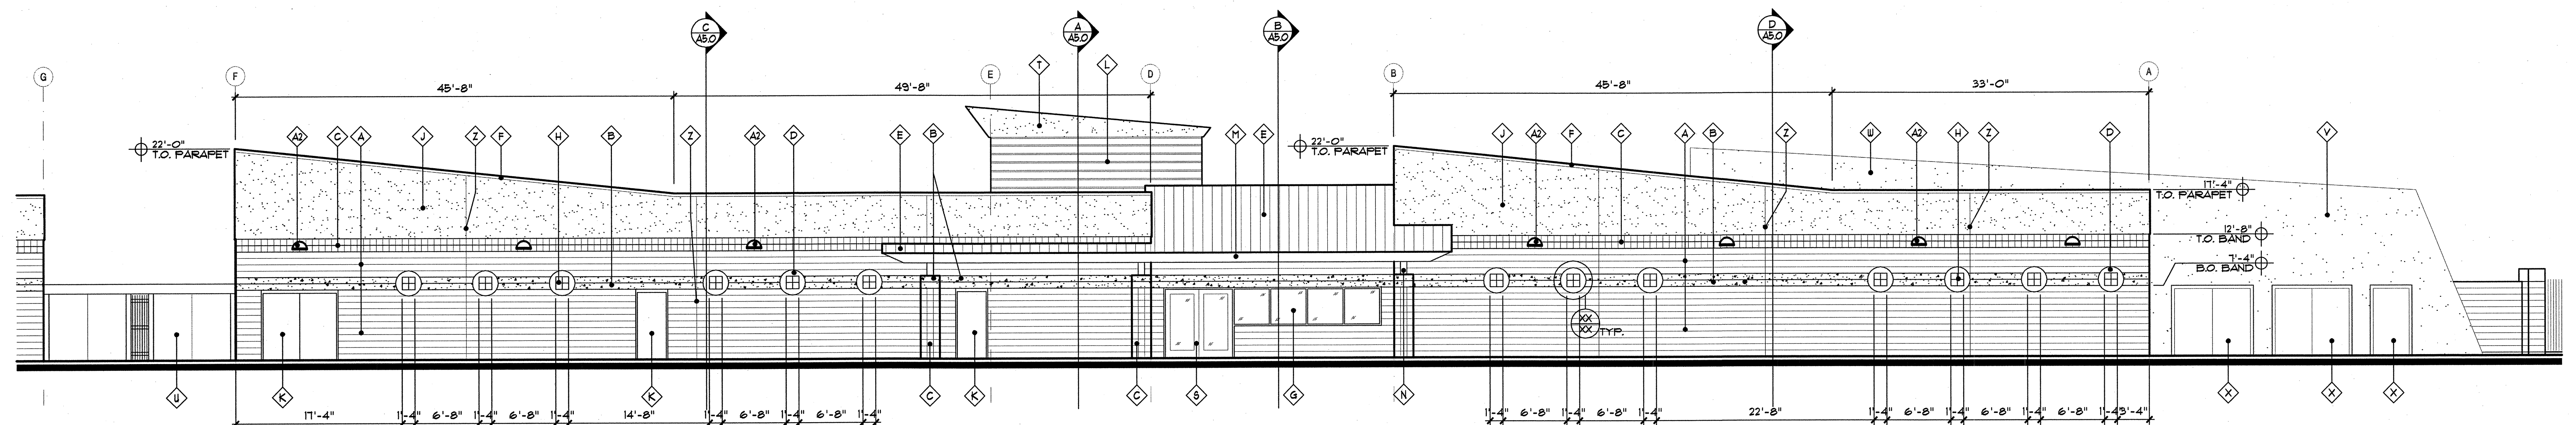 C
A5.0
A
A5.0
B
A5.0
D
A5.0
G
F
E
T
L
D
B
A
45'-8"
49'-8"
45'-8"
33'-0"
A2
C
A
J
Z
F
H
B
Z
A2
D
E
B
M
E
J
A2
F
C
A
B
Z
W
A2
H
Z
D
V
22'-0"
T.O. PARAPET
22'-0"
T.O. PARAPET
17'-4"
T.O. PARAPET
12'-8"
T.O. BAND
7'-4"
B.O. BAND
XX
XX
TYP.
U
K
K
C
K
C
S
G
N
X
X
X
17'-4"
1'-4"
6'-8"
1'-4"
6'-8"
1'-4"
14'-8"
1'-4"
6'-8"
1'-4"
6'-8"
1'-4"
1'-4"
6'-8"
1'-4"
6'-8"
1'-4"
22'-8"
1'-4"
6'-8"
1'-4"
6'-8"
1'-4"
6'-8"
1'-4"
3'-4"